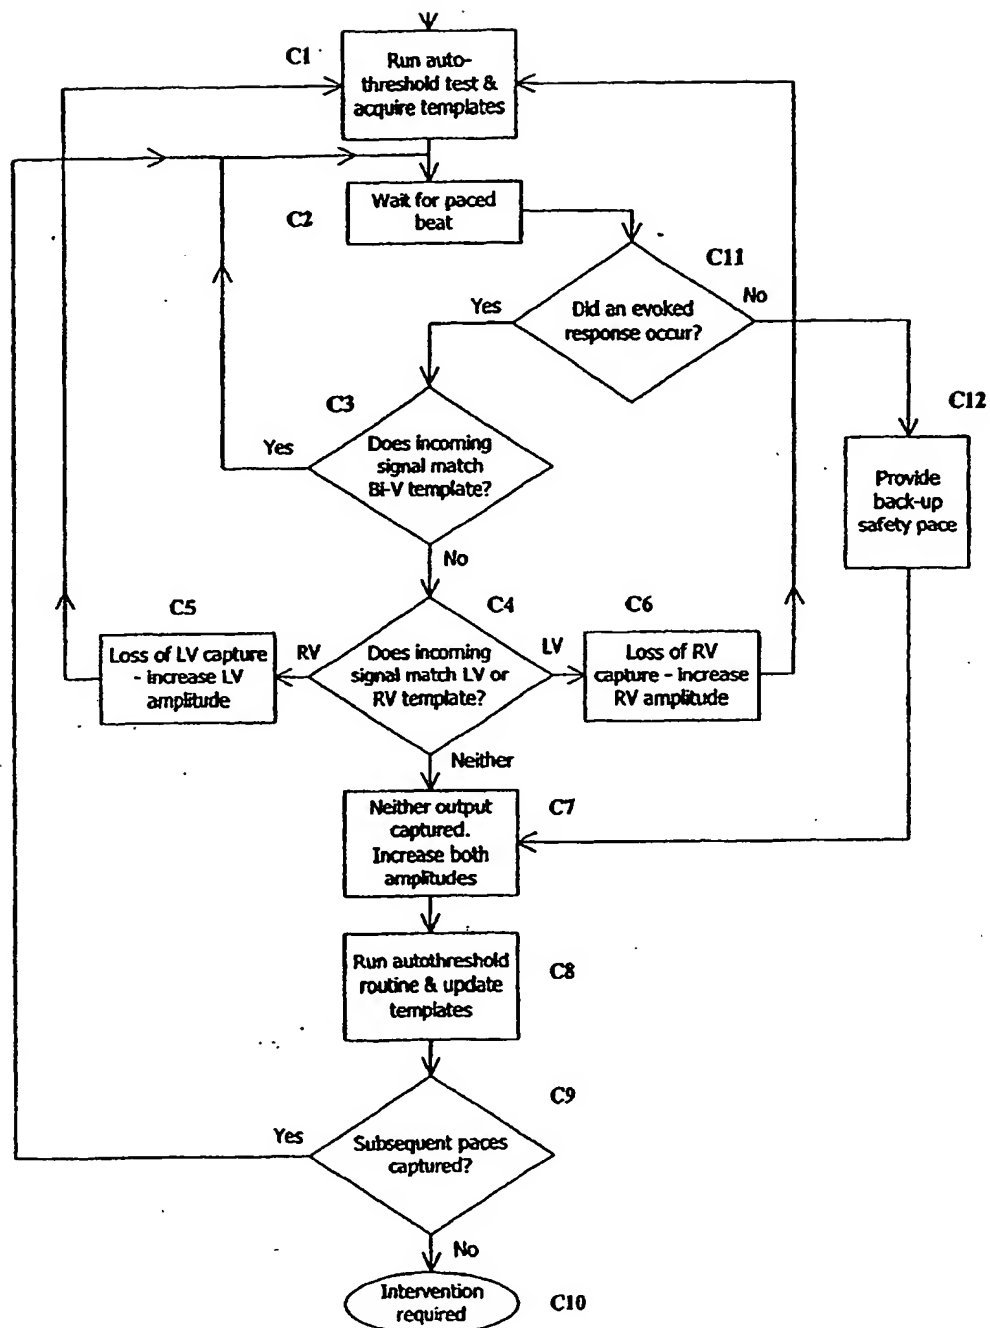 C1
Run auto-
threshold test &
acquire templates
C2
Wait for paced
beat
C11
Did an evoked
response occur?
Yes
No
C3
Does incoming
signal match
Bi-V template?
Yes
No
C12
Provide
back-up
safety pace
C5
Loss of LV capture
- increase LV
amplitude
RV
C4
Does incoming
signal match LV or
RV template?
LV
C6
Loss of RV
capture - increase
RV amplitude
Neither
Neither output
captured.
Increase both
amplitudes
C7
Run autothreshold
routine & update
templates
C8
C9
Yes
Subsequent paces
captured?
No
Intervention
required
C10